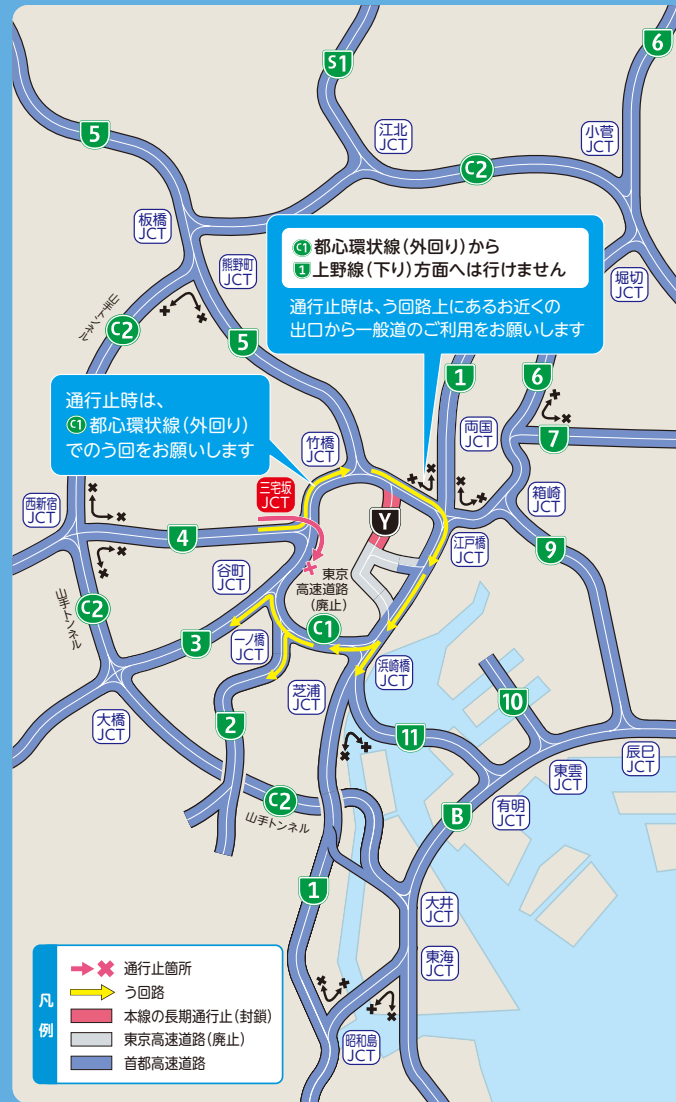 6
S1
5
江北
JCT
小菅
JCT
C2
板橋
JCT
C1 都心環状線(外回り)から
1 上野線(下り)方面へは行けません
通行止時は、う回路上にあるお近くの
出口から一般道のご利用をお願いします
熊野町
JCT
堀切
JCT
山手トンネル
C2
5
1
6
通行止時は、
C1 都心環状線(外回り)
でのう回をお願いします
竹橋
JCT
両国
JCT
7
三宅坂
JCT
箱崎
JCT
西新宿
JCT
Y
4
江戸橋
JCT
9
谷町
JCT
東京
高速道路
(廃止)
C2
山手トンネル
C1
3
一ノ橋
JCT
浜崎橋
JCT
芝浦
JCT
大橋
JCT
2
10
11
辰巳
JCT
東雲
JCT
C2
山手トンネル
有明
JCT
B
1
大井
JCT
東海
JCT
昭和島
JCT
凡例
通行止箇所
う回路
本線の長期通行止(封鎖)
東京高速道路(廃止)
首都高速道路